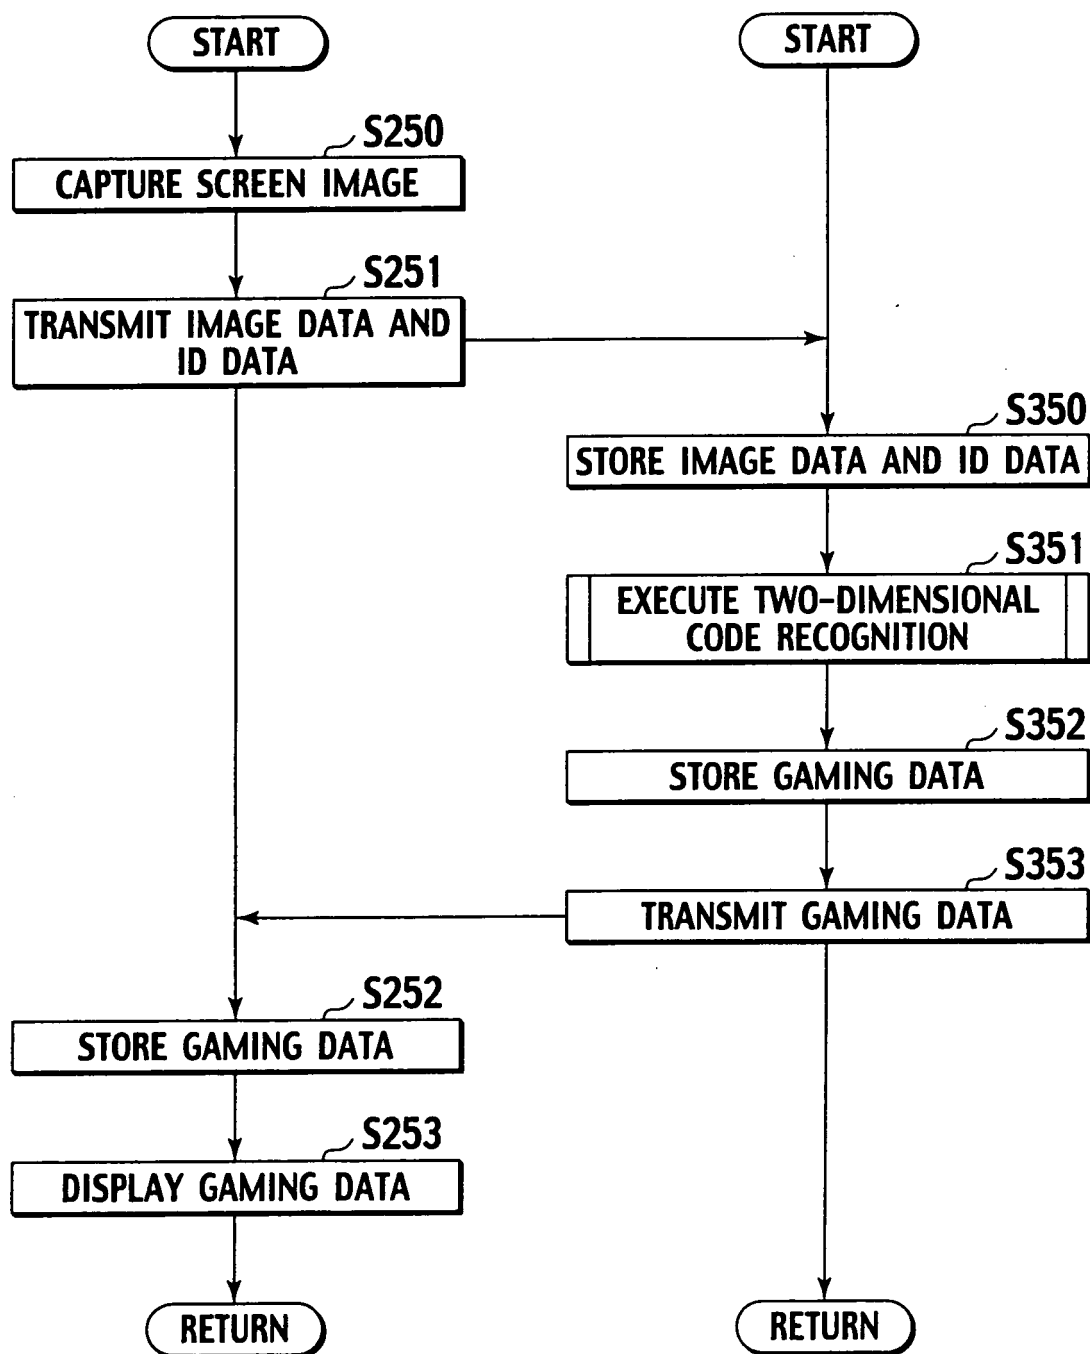 START
S250
CAPTURE SCREEN IMAGE
S251
TRANSMIT IMAGE DATA AND
ID DATA
S252
STORE GAMING DATA
S253
DISPLAY GAMING DATA
RETURN
START
S350
STORE IMAGE DATA AND ID DATA
S351
EXECUTE TWO-DIMENSIONAL
CODE RECOGNITION
S352
STORE GAMING DATA
S353
TRANSMIT GAMING DATA
RETURN